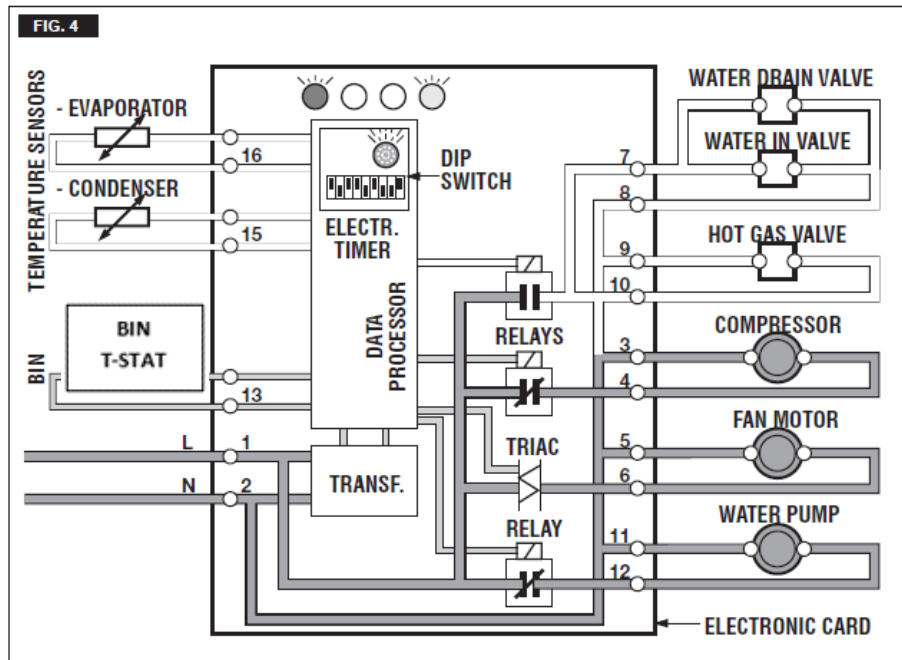 FIG. 4
TEMPERATURE SENSORS
- EVAPORATOR
16
- CONDENSER
15
BIN
BIN
T-STAT
13
L
1
N
2
DIP
SWITCH
ELECTR.
TIMER
DATA
PROCESSOR
TRANSF.
RELAYS
TRIAC
RELAY
WATER DRAIN VALVE
WATER IN VALVE
7
8
HOT GAS VALVE
9
10
COMPRESSOR
3
4
FAN MOTOR
5
6
WATER PUMP
11
12
ELECTRONIC CARD